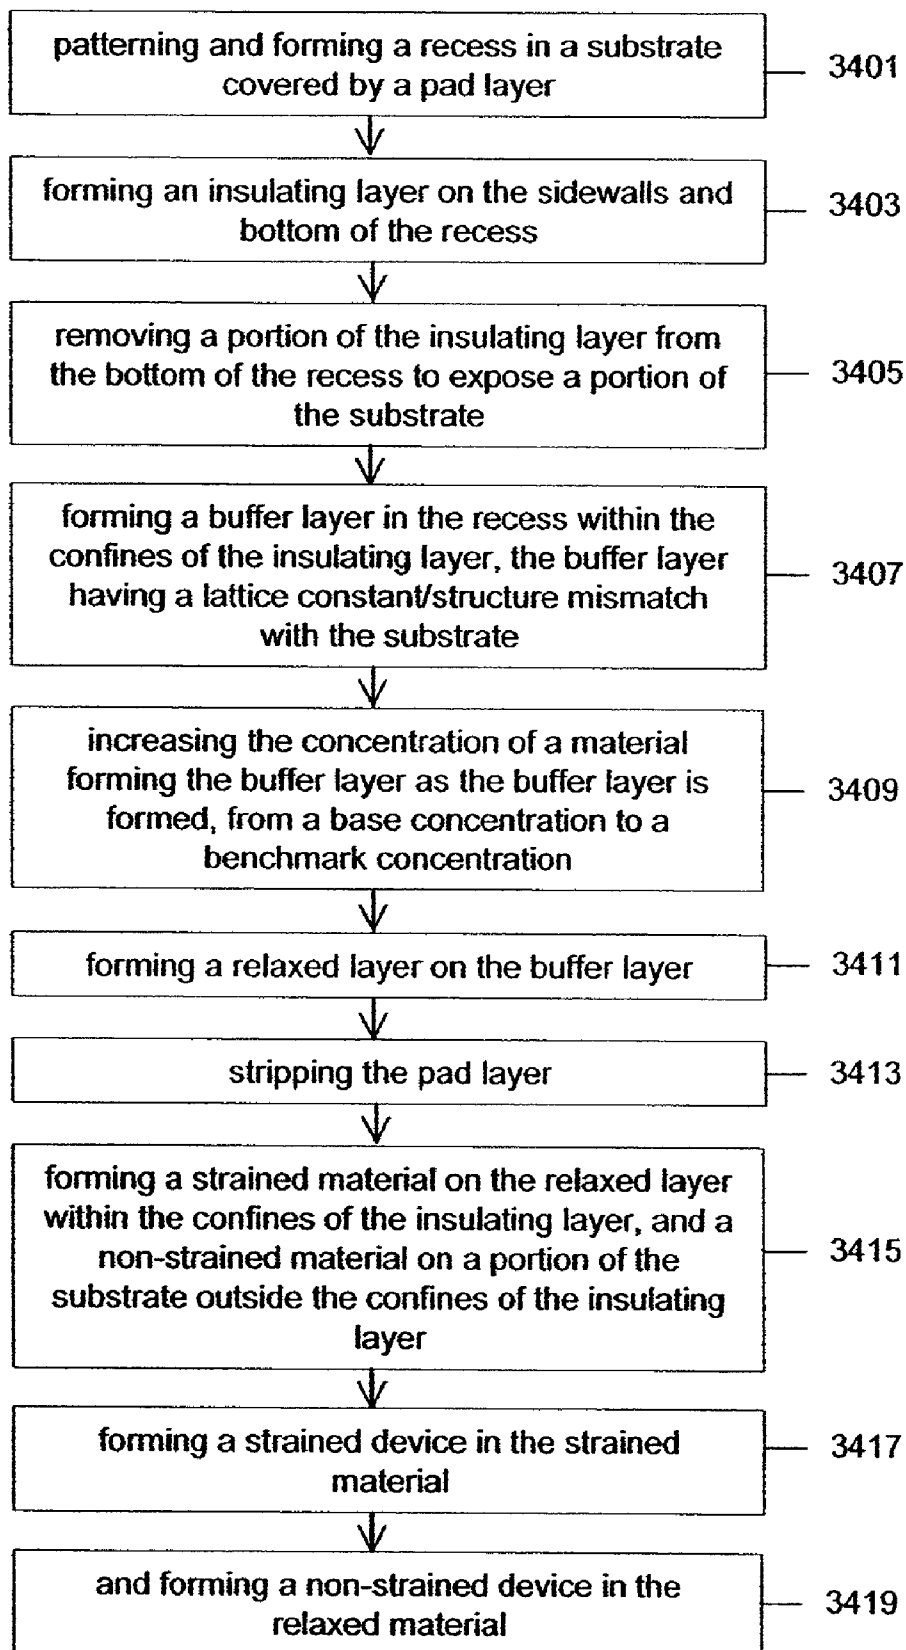 patterning and forming a recess in a substrate
covered by a pad layer
3401
forming an insulating layer on the sidewalls and
bottom of the recess
3403
removing a portion of the insulating layer from
the bottom of the recess to expose a portion of
the substrate
3405
forming a buffer layer in the recess within the
confines of the insulating layer, the buffer layer
having a lattice constant/structure mismatch
with the substrate
3407
increasing the concentration of a material
forming the buffer layer as the buffer layer is
formed, from a base concentration to a
benchmark concentration
3409
forming a relaxed layer on the buffer layer
3411
stripping the pad layer
3413
forming a strained material on the relaxed layer
within the confines of the insulating layer, and a
non-strained material on a portion of the
substrate outside the confines of the insulating
layer
3415
forming a strained device in the strained
material
3417
and forming a non-strained device in the
relaxed material
3419